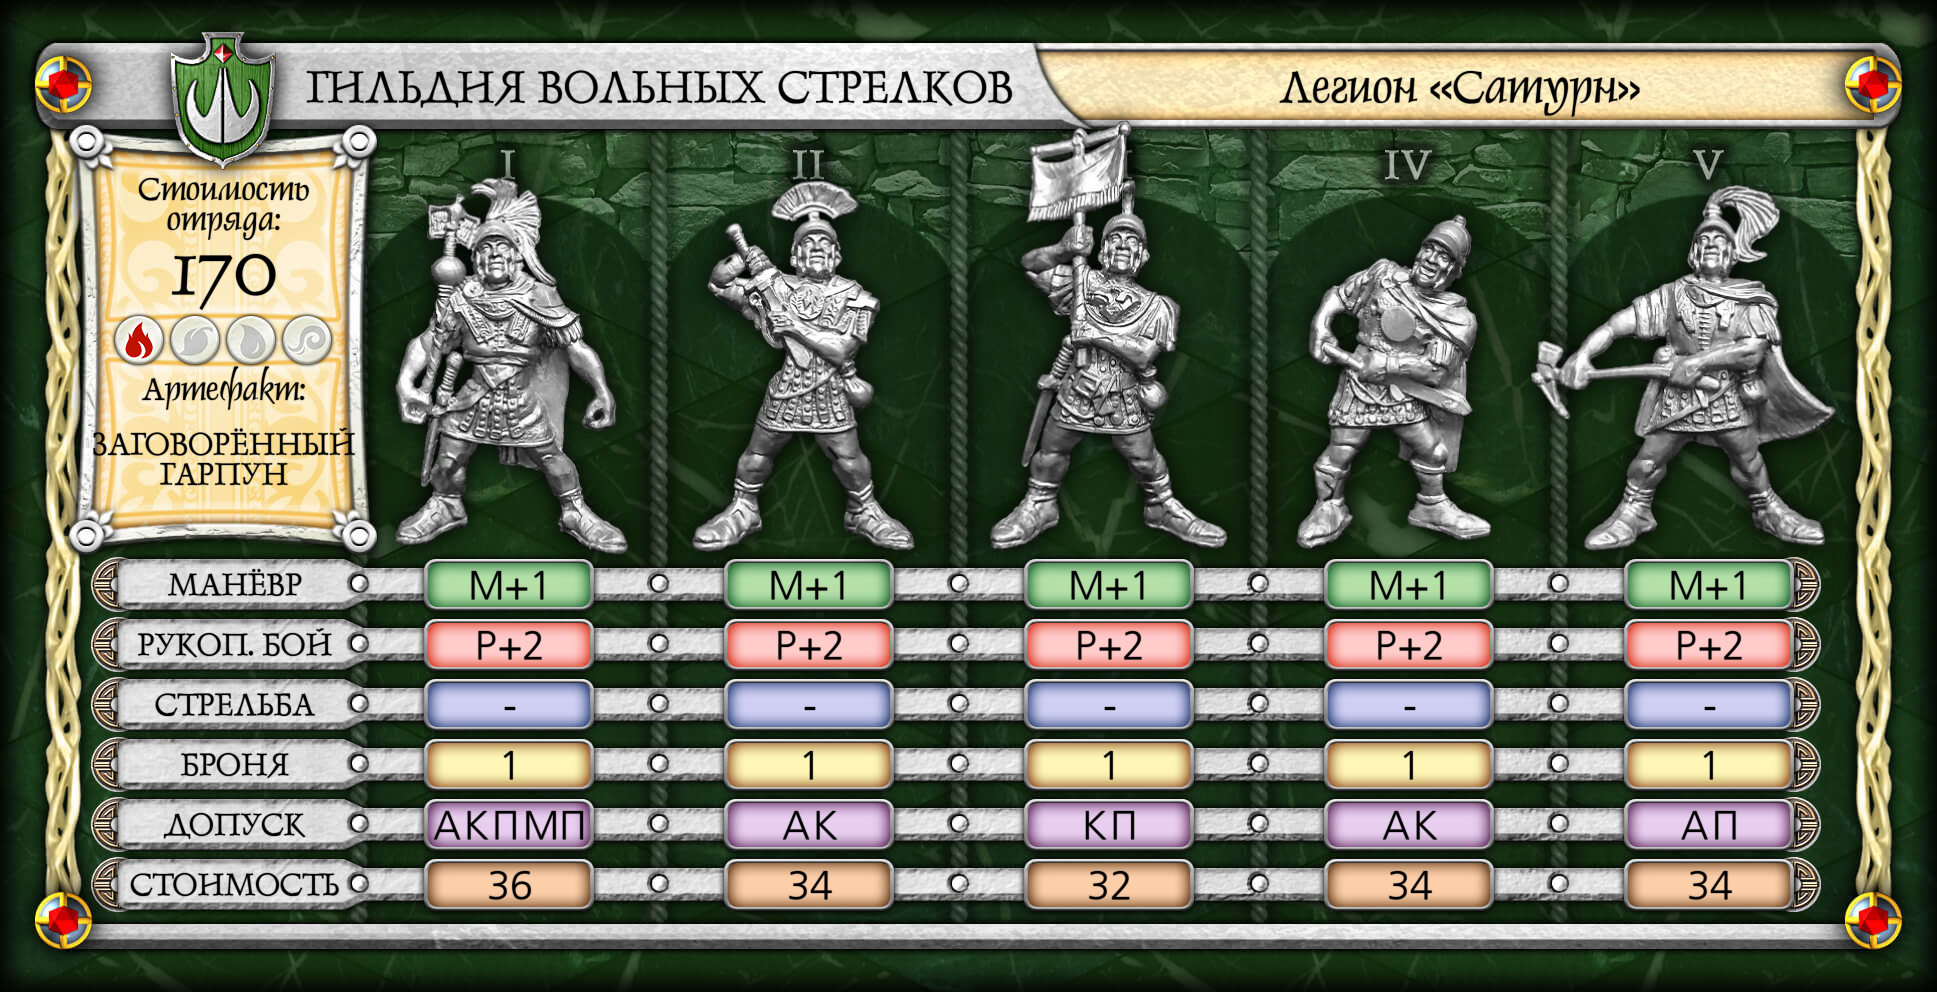 ГИЛЬДИЯ ВОЛЬНЫХ СТРЕЛКОВ
Легион «Сатурн»
Стоимость
отряда:
170
Артефакт:
ЗАГОВОРЁННЫЙ
ГАРПУН
I II I IV V
МАНЁВР M+1 M+1 M+1 M+1 M+1
РУКОП. БОЙ P+2 P+2 P+2 P+2 P+2
СТРЕЛЬБА - - - - -
БРОНЯ 1 1 1 1 1
ДОПУСК АКПМП АК КП АК АП
СТОИМОСТЬ 36 34 32 34 34